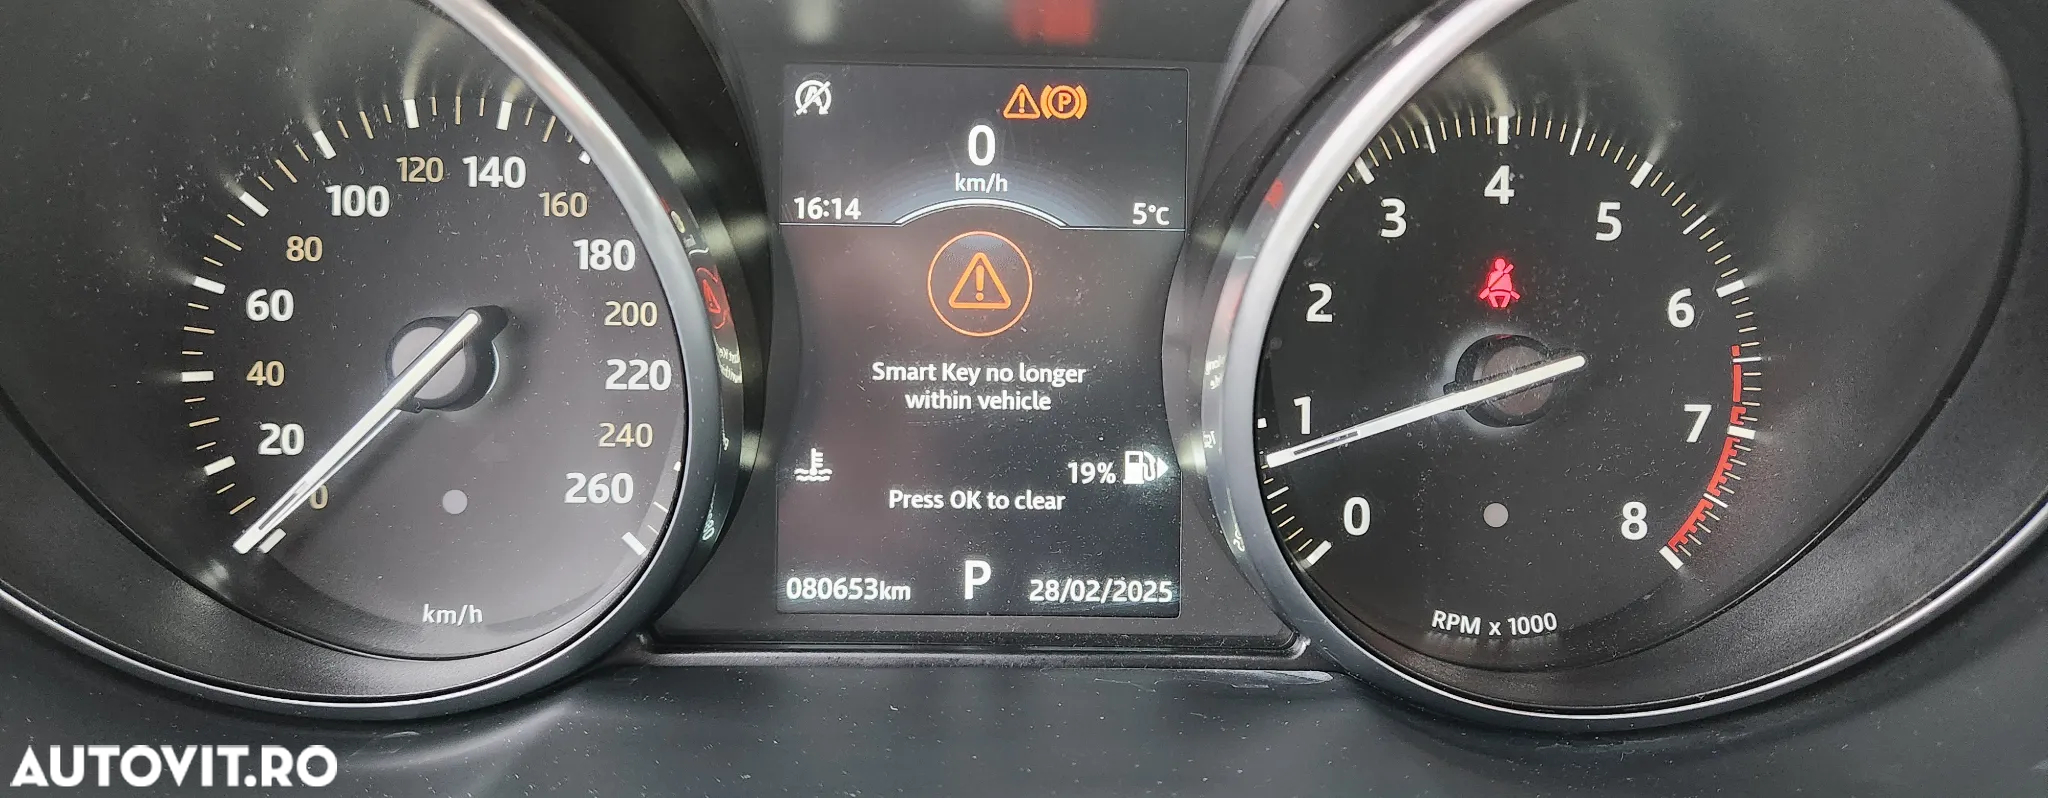 0
km/h
16:14
5°C
Smart Key no longer
within vehicle
19%
Press OK to clear
080653km
P
28/02/2025
0
20
40
60
80
100
120
140
160
180
200
220
240
260
km/h
0
1
2
3
4
5
6
7
8
RPM x 1000
AUTOVIT.RO